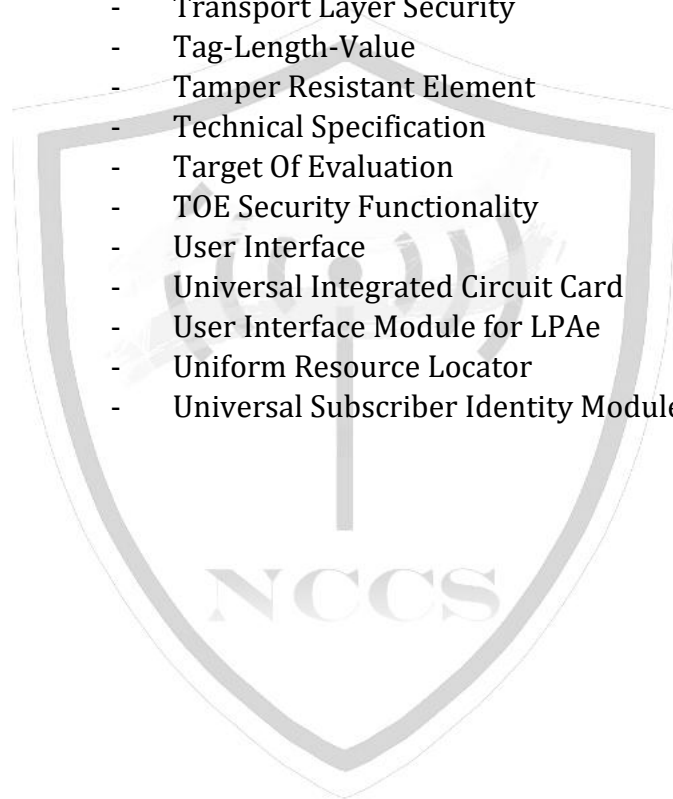 - Transport Layer Security
- Tag-Length-Value
- Tamper Resistant Element
- Technical Specification
- Target Of Evaluation
- TOE Security Functionality
- User Interface
- Universal Integrated Circuit Card
- User Interface Module for LPAe
- Uniform Resource Locator
- Universal Subscriber Identity Module
NCCS